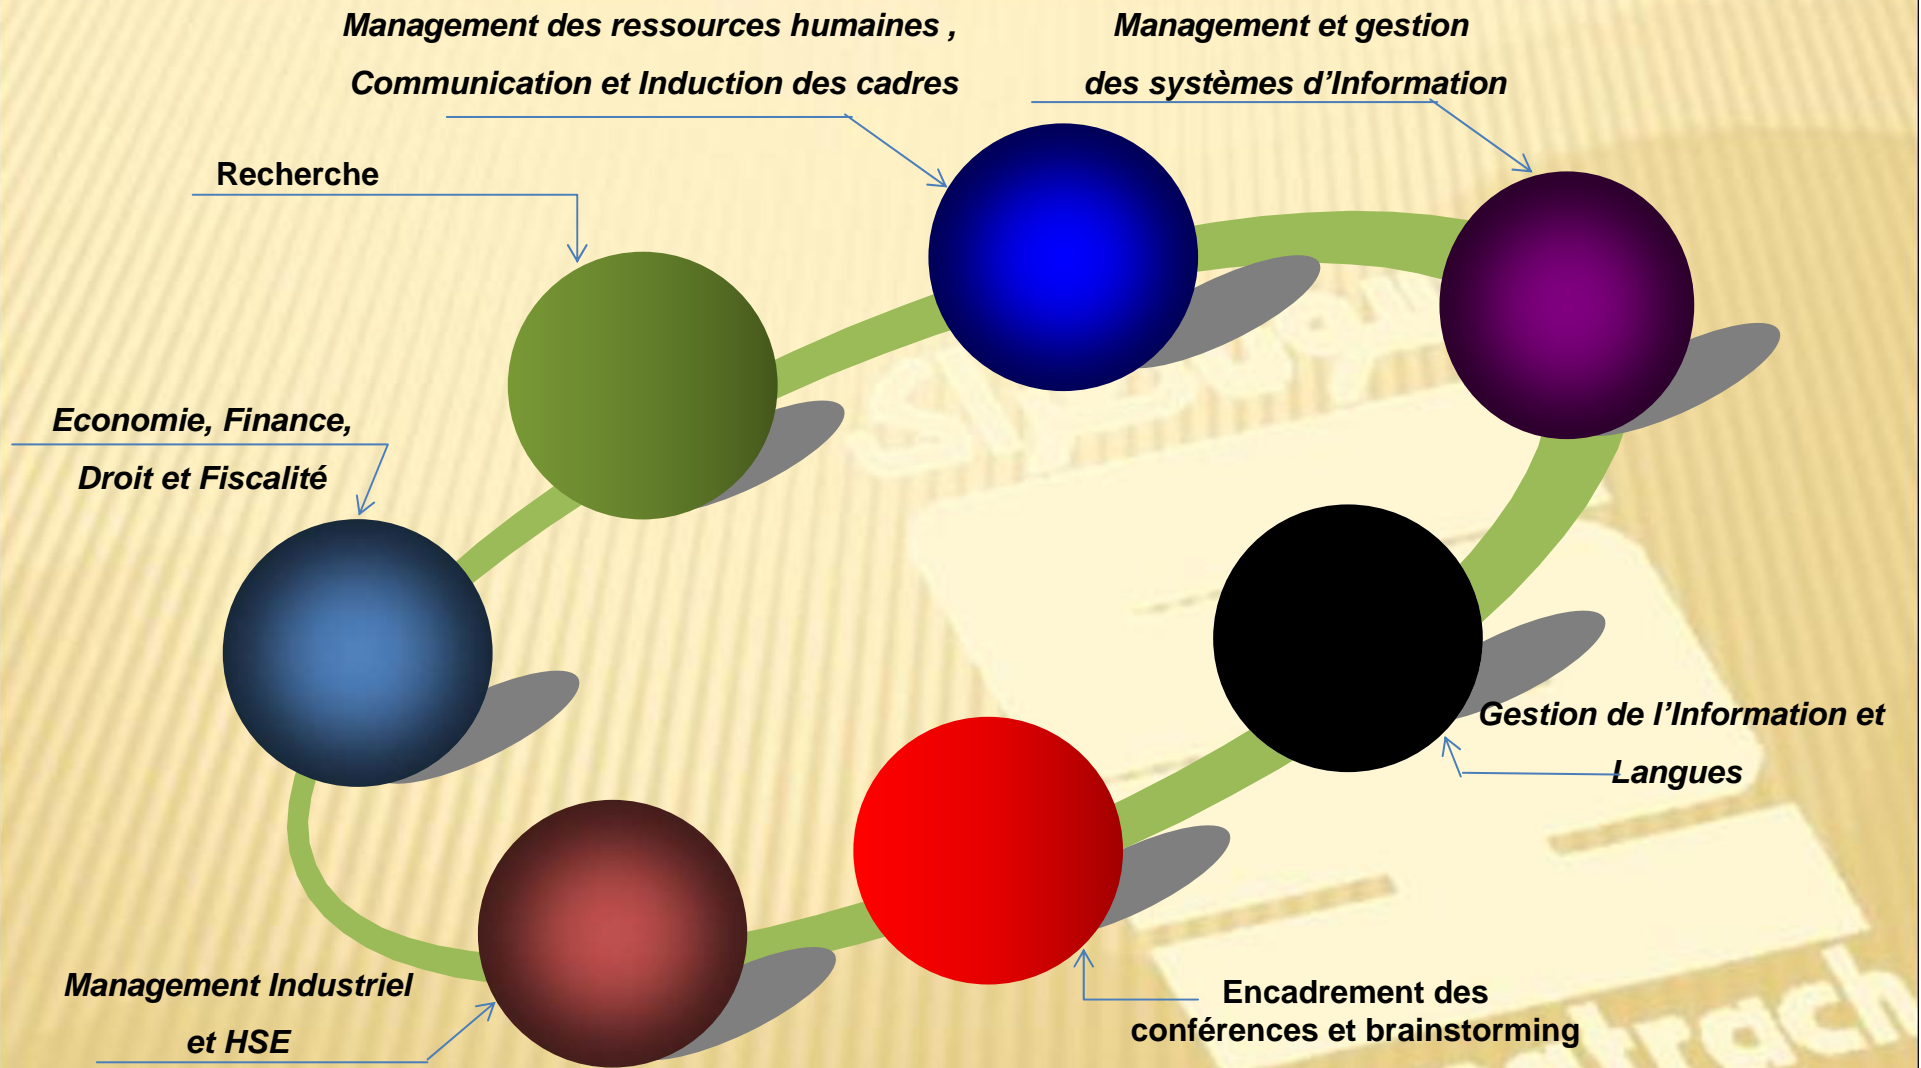 Management des ressources humaines ,
Communication et Induction des cadres
Management et gestion
des systèmes d’Information
Recherche
Economie, Finance,
Droit et Fiscalité
Gestion de l’Information et
Langues
Encadrement des
conférences et brainstorming
Management Industriel
et HSE